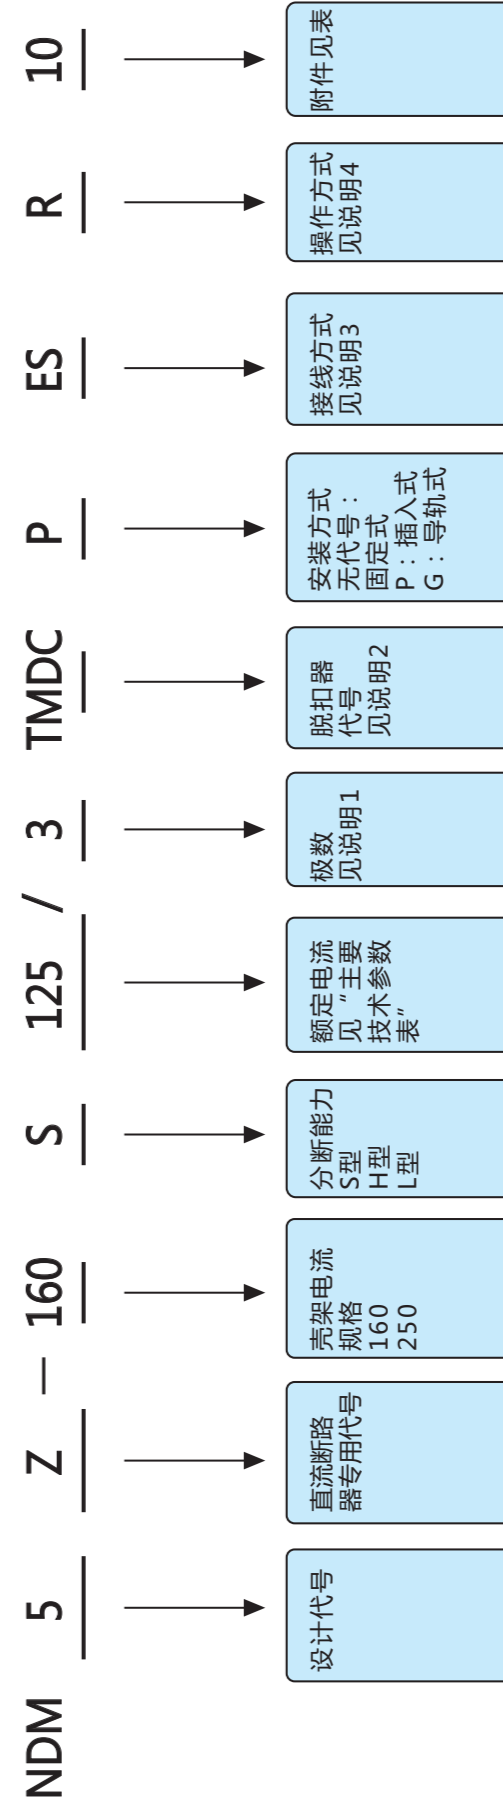 NDM 5 Z — 160 S 125 / 3 TMDC P ES R 10
设计代号
直流断路
器专用代号
壳架电流
规格
160
250
分断能力
S型
H型
L型
额定电流
见“主要
技术参数
表”
极数
见说明1
脱扣器
代号
见说明2
安装方式
无代号：
固定式
P：插入式
G：导轨式
接线方式
见说明3
操作方式
见说明4
附件见表